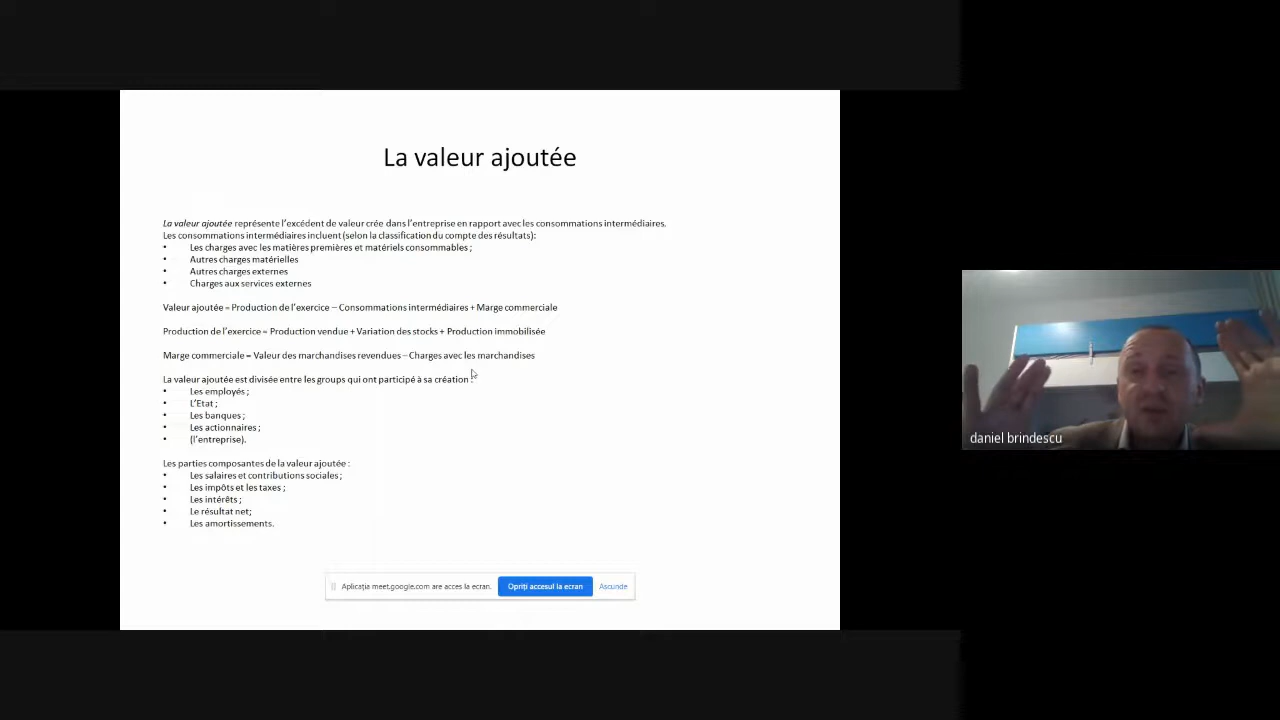 La valeur ajoutée
La valeur ajoutée représente l'excédent de valeur crée dans l'entreprise en rapport avec les consommations intermédiaires.
Les consommations intermédiaires incluent (selon la classification du compte des résultats):
• Les charges avec les matières premières et matériels consommables ;
• Autres charges matérielles
• Autres charges externes
• Charges aux services externes
Valeur ajoutée = Production de l'exercice – Consommations intermédiaires + Marge commerciale
Production de l'exercice = Production vendue + Variation des stocks + Production immobilisée
Marge commerciale = Valeur des marchandises revendues – Charges avec les marchandises
La valeur ajoutée est divisée entre les groups qui ont participé à sa création :
• Les employés ;
• L'Etat ;
• Les banques ;
• Les actionnaires ;
• (l'entreprise).
Les parties composantes de la valeur ajoutée :
• Les salaires et contributions sociales ;
• Les impôts et les taxes ;
• Les intérêts ;
• Le résultat net;
• Les amortissements.
Aplicația meet.google.com are acces la ecran. Opriți accesul la ecran Ascunde
daniel brindescu